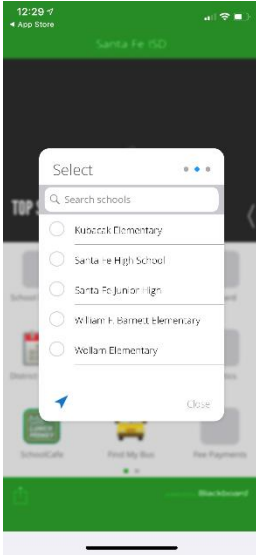 12:29
App Store
Santa Fe ISD
TOP S
Select
Search schools
Kubacak Elementary
Santa Fe High School
Santa Fe Junior High
William F. Barnett Elementary
Wollam Elementary
Close
SchoolCafe
Find My Bus
Fee Payments
Blackboard